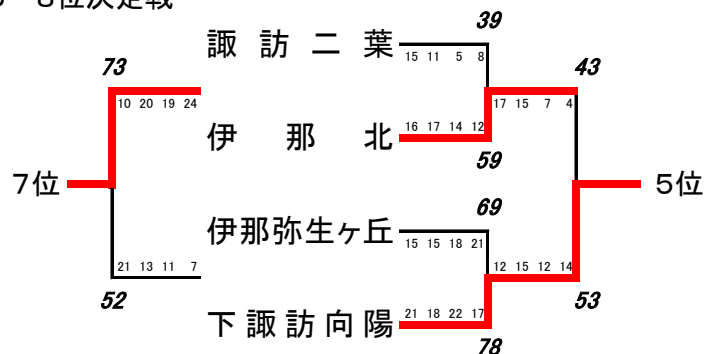 5～8位決定戦
39
諏訪二葉
15 11 5 8
73
43
10 20 19 24
17 15 7 4
伊那北
16 17 14 12
59
7位
5位
69
伊那弥生ヶ丘
15 15 18 21
21 13 11 7
12 15 12 14
52
53
下諏訪向陽
21 18 22 17
78